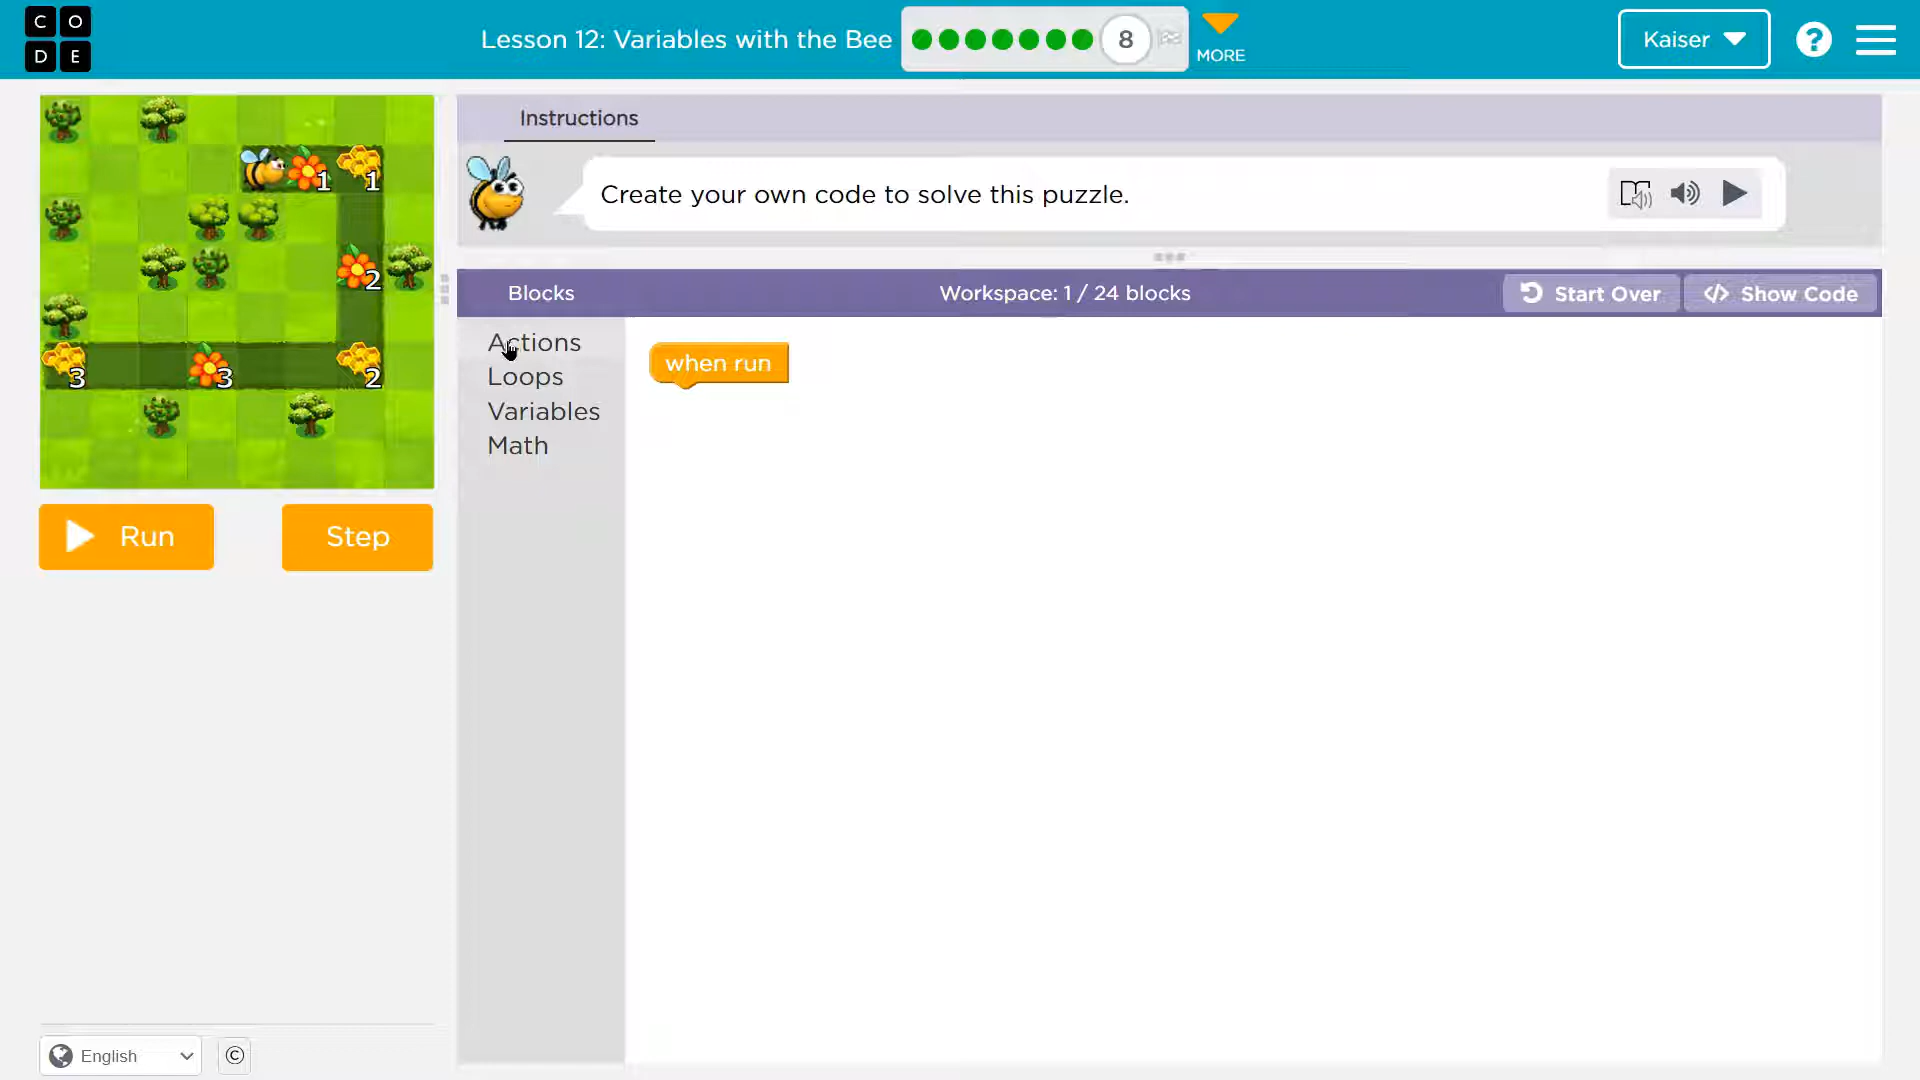 CODE
Lesson 12: Variables with the Bee
8
MORE
Kaiser
?
Instructions
Create your own code to solve this puzzle.
1
1
2
3
3
2
Blocks
Workspace: 1 / 24 blocks
Start Over
</> Show Code
Actions
Loops
Variables
Math
when run
Run
Step
English
©